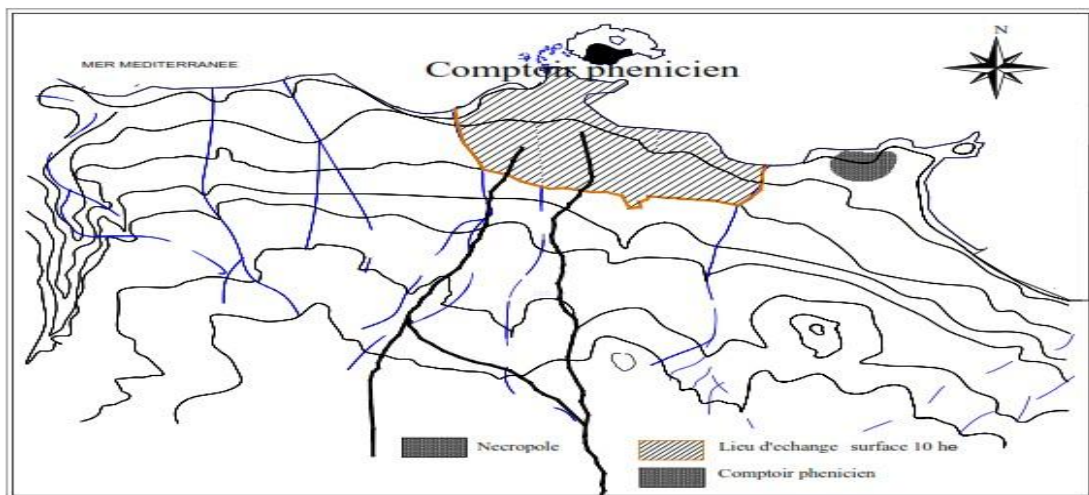 N
MER MEDITERRANEE
Comptoir phenicien
Necropole
Lieu d'echange surface 10 he
Comptoir phenicien